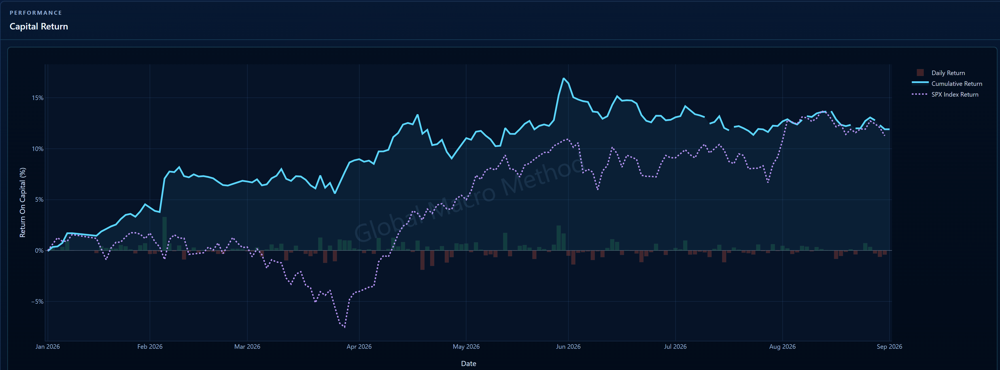 PERFORMANCE
Capital Return
Daily Return
Cumulative Return
SPX Index Return
15%
10%
5%
0%
−5%
Return On Capital (%)
Global Macro Method
Jan 2026
Feb 2026
Mar 2026
Apr 2026
May 2026
Jun 2026
Jul 2026
Aug 2026
Sep 2026
Date